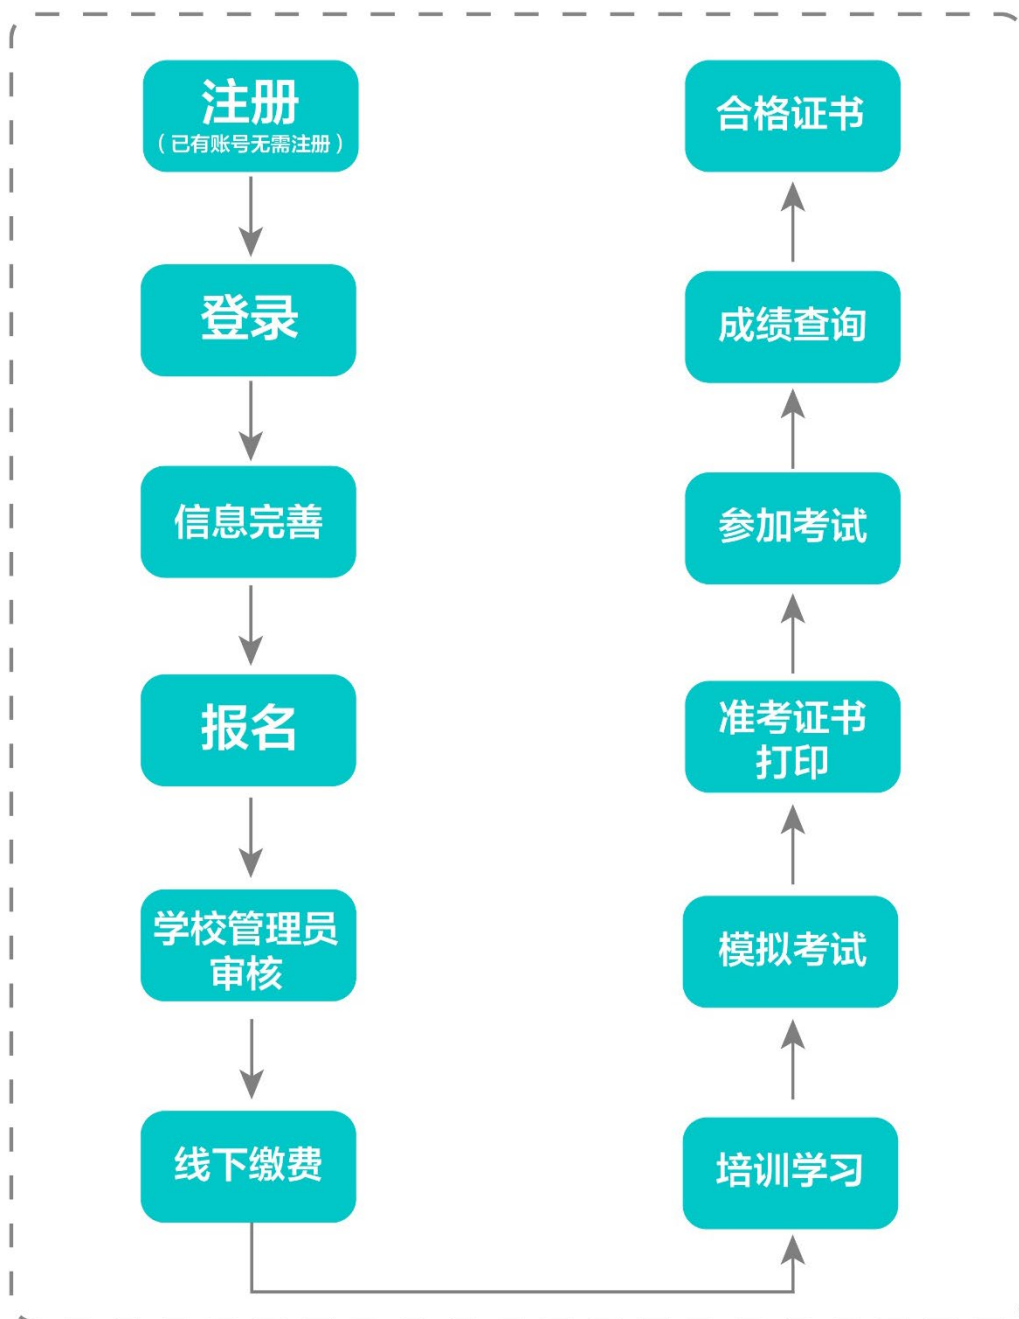 注册
（已有账号无需注册）
登录
信息完善
报名
学校管理员
审核
线下缴费
培训学习
模拟考试
准考证书
打印
参加考试
成绩查询
合格证书